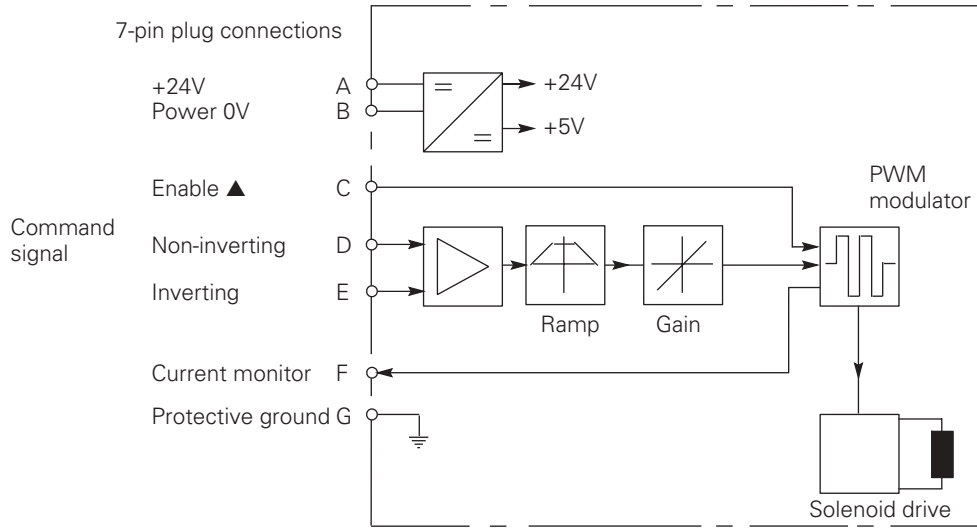 7-pin plug connections
+24V A
Power 0V B
+24V
+5V
Enable ▲ C
PWM
modulator
Command
signal
Non-inverting D
Inverting E
Ramp
Gain
Current monitor F
Protective ground G
Solenoid drive